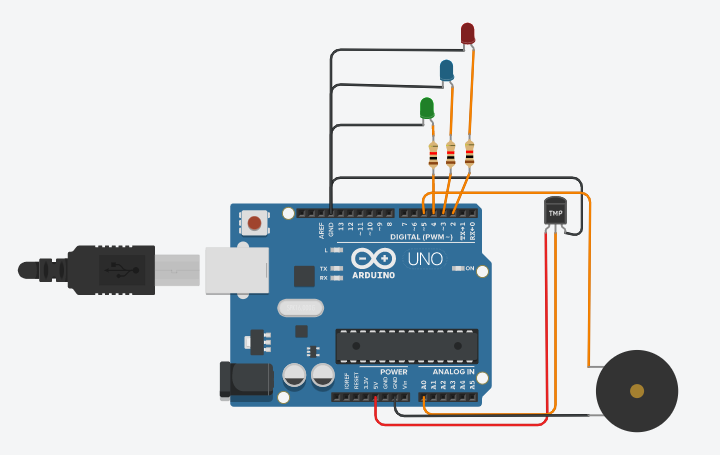 TMP
AREF
GND
13
12
~11
~10
~9
8
7
~6
~5
4
~3
2
TX→1
RX←0
DIGITAL (PWM~)
L
TX
RX
ARDUINO
UNO
ON
POWER
ANALOG IN
IOREF
RESET
3.3V
5V
GND
GND
Vin
A0
A1
A2
A3
A4
A5